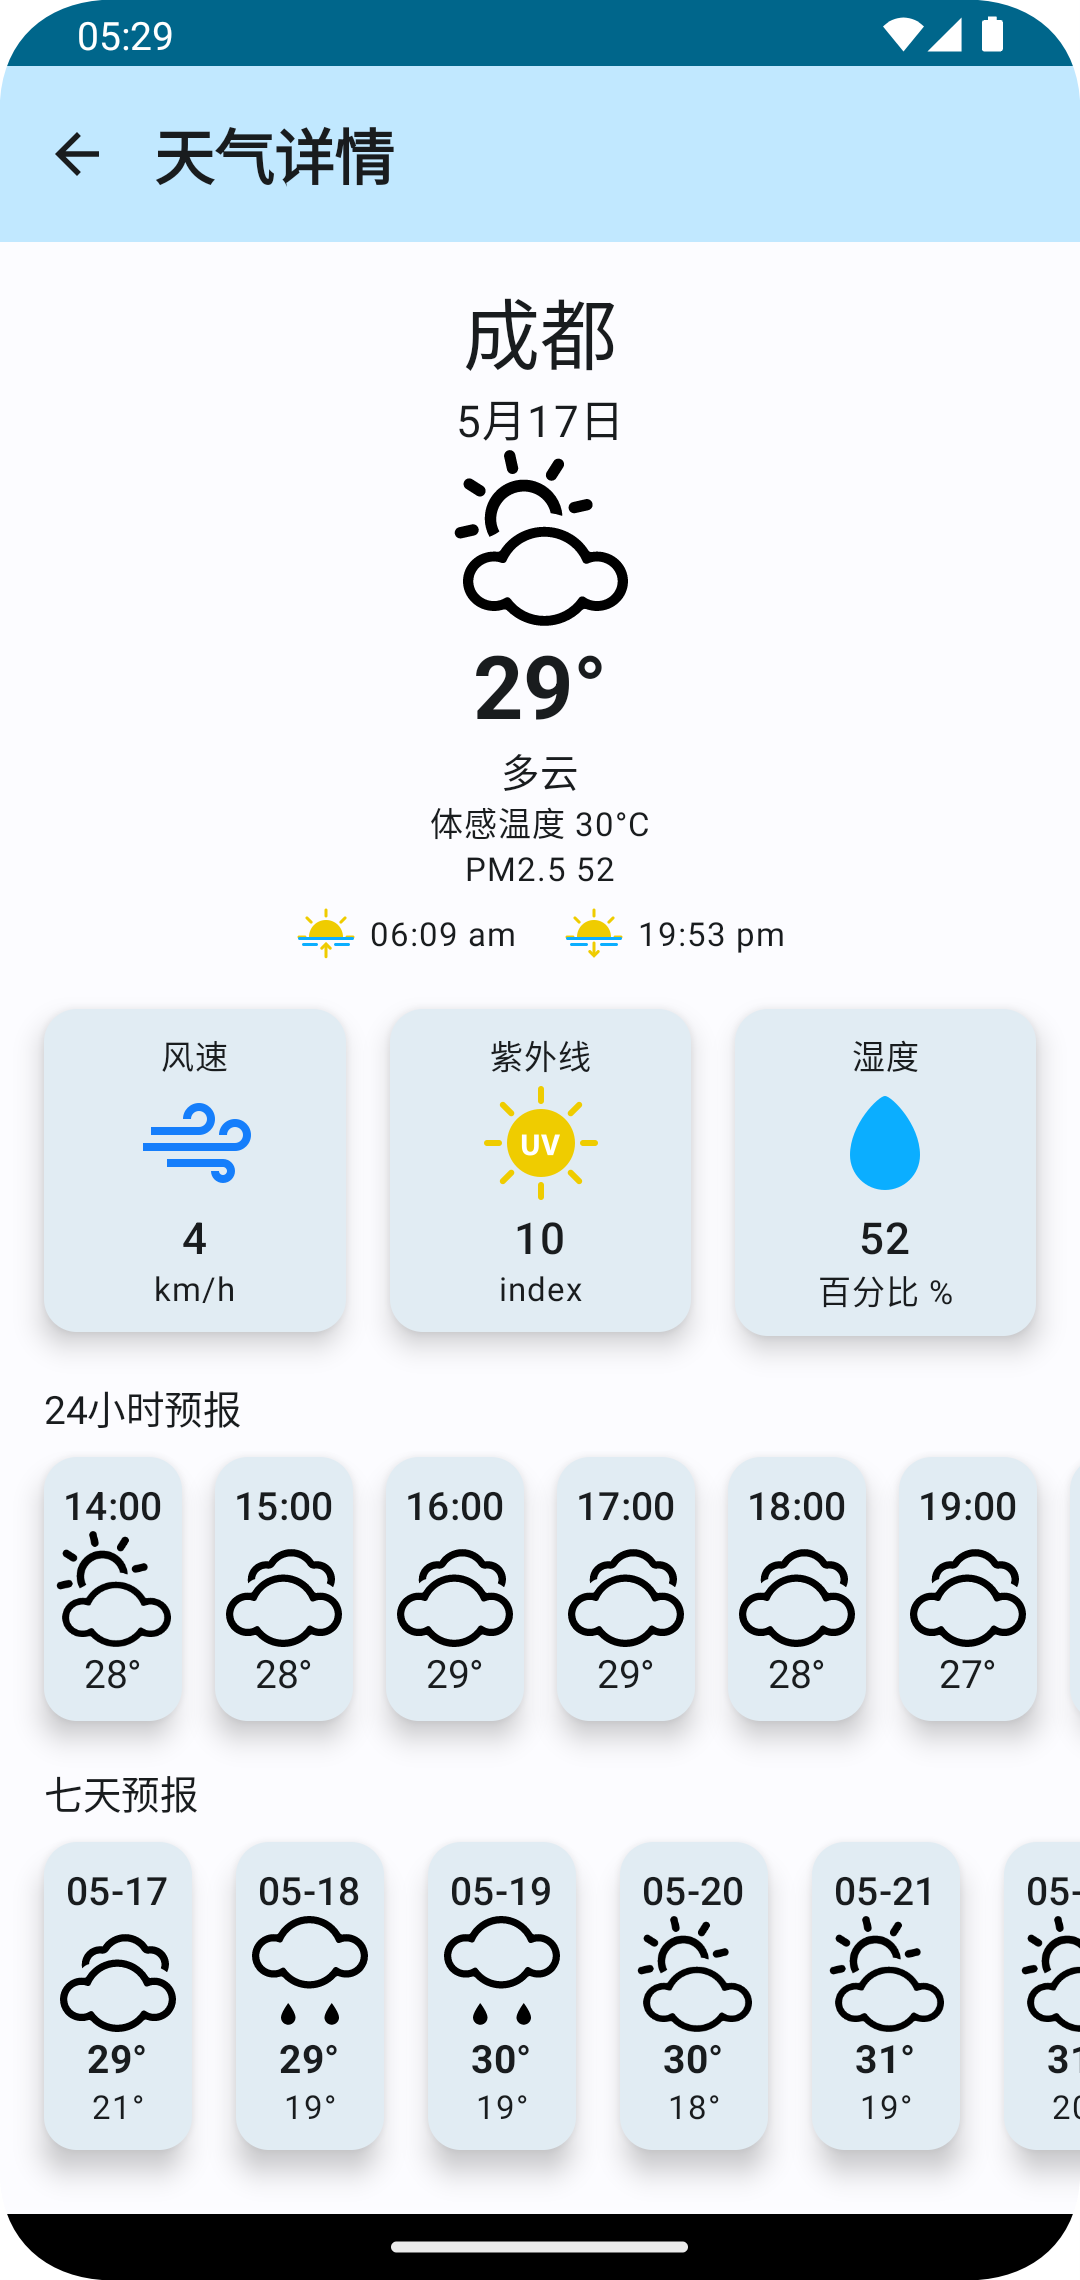 05:29
天气详情
成都
5月17日
29°
多云
体感温度 30°C
PM2.5 52
06:09 am 19:53 pm
风速 紫外线 湿度
UV
4 10 52
km/h index 百分比 %
24小时预报
14:00 15:00 16:00 17:00 18:00 19:00
28° 28° 29° 29° 28° 27°
七天预报
05-17 05-18 05-19 05-20 05-21 05-
29° 29° 30° 30° 31° 31
21° 19° 19° 18° 19° 20